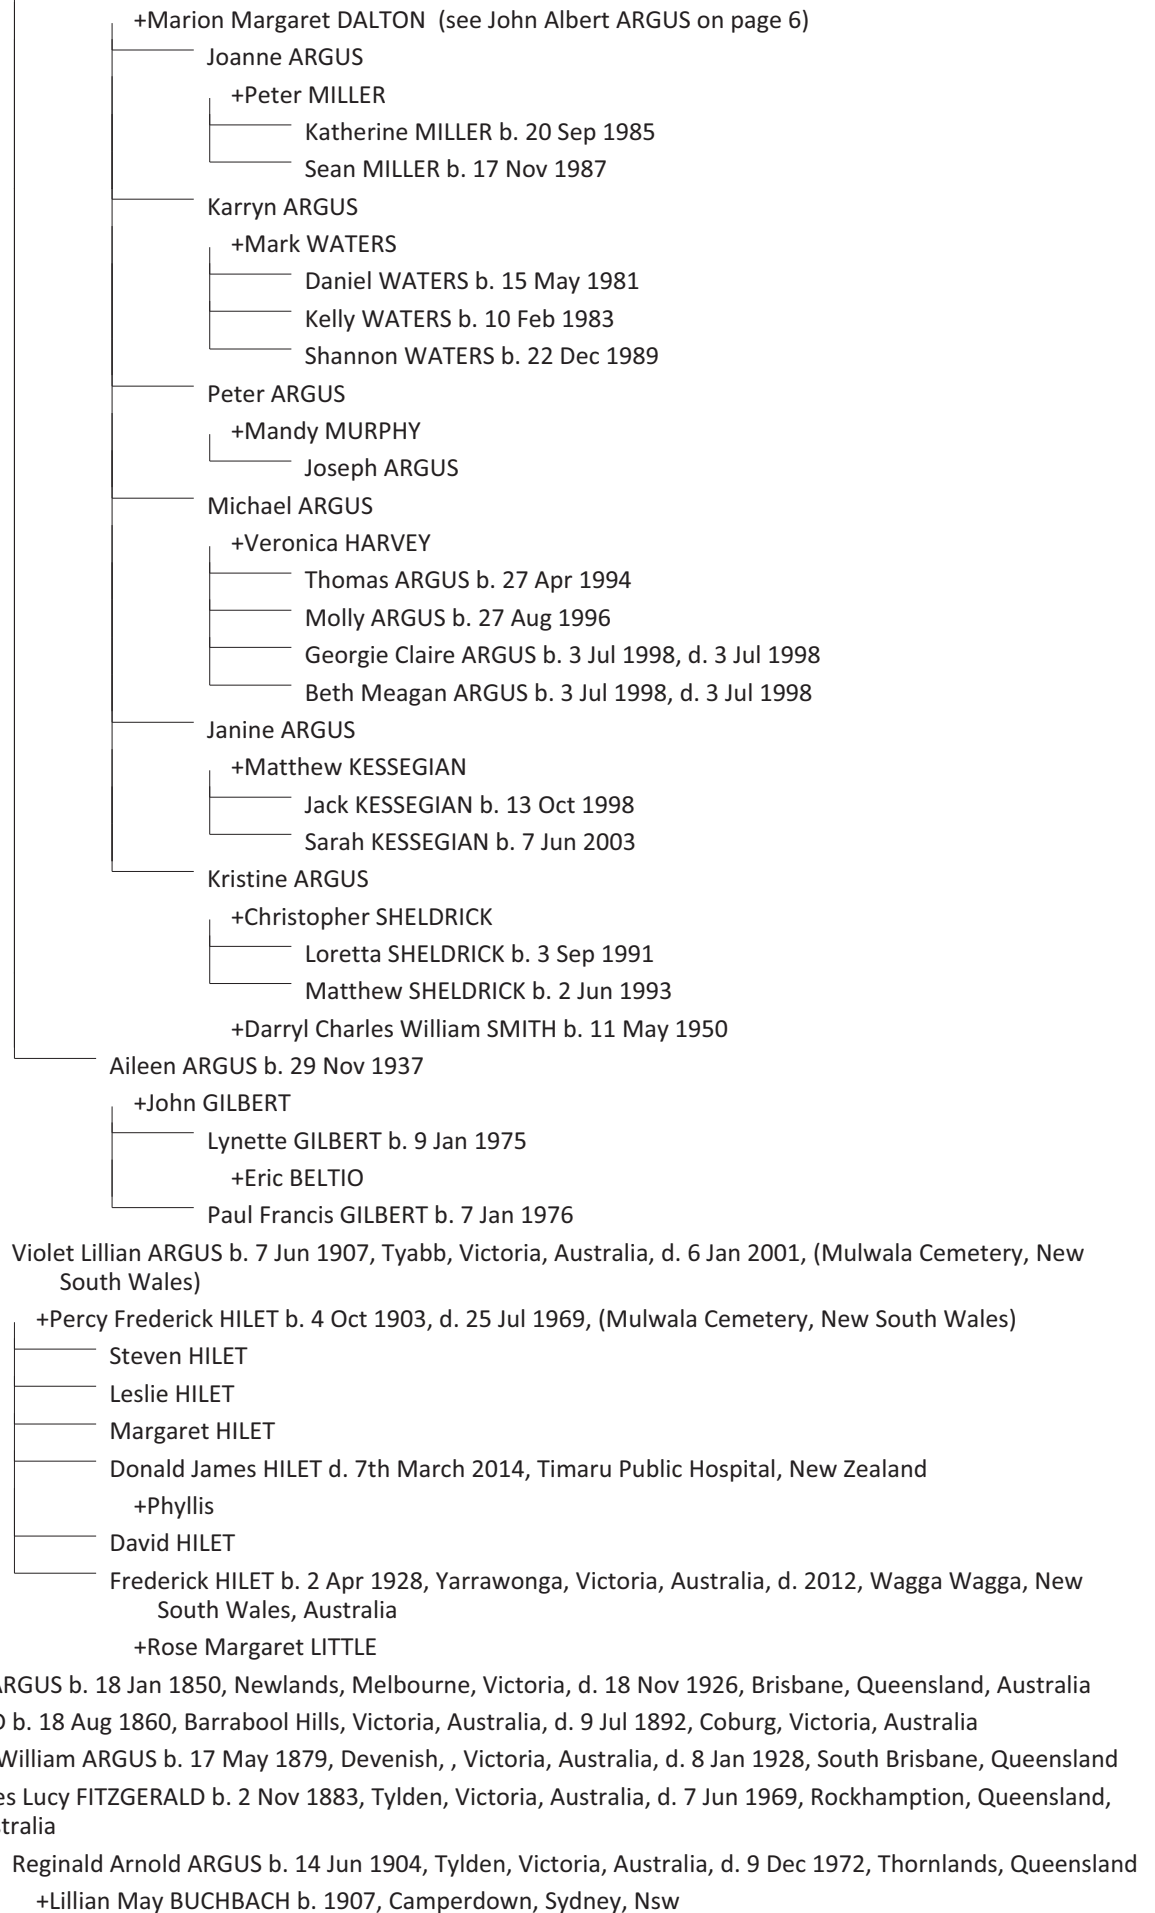 +Marion Margaret DALTON (see John Albert ARGUS on page 6)
Joanne ARGUS
+Peter MILLER
Katherine MILLER b. 20 Sep 1985
Sean MILLER b. 17 Nov 1987
Karryn ARGUS
+Mark WATERS
Daniel WATERS b. 15 May 1981
Kelly WATERS b. 10 Feb 1983
Shannon WATERS b. 22 Dec 1989
Peter ARGUS
+Mandy MURPHY
Joseph ARGUS
Michael ARGUS
+Veronica HARVEY
Thomas ARGUS b. 27 Apr 1994
Molly ARGUS b. 27 Aug 1996
Georgie Claire ARGUS b. 3 Jul 1998, d. 3 Jul 1998
Beth Meagan ARGUS b. 3 Jul 1998, d. 3 Jul 1998
Janine ARGUS
+Matthew KESSEGIAN
Jack KESSEGIAN b. 13 Oct 1998
Sarah KESSEGIAN b. 7 Jun 2003
Kristine ARGUS
+Christopher SHELDRICK
Loretta SHELDRICK b. 3 Sep 1991
Matthew SHELDRICK b. 2 Jun 1993
+Darryl Charles William SMITH b. 11 May 1950
Aileen ARGUS b. 29 Nov 1937
+John GILBERT
Lynette GILBERT b. 9 Jan 1975
+Eric BELTIO
Paul Francis GILBERT b. 7 Jan 1976
Violet Lillian ARGUS b. 7 Jun 1907, Tyabb, Victoria, Australia, d. 6 Jan 2001, (Mulwala Cemetery, New
South Wales)
+Percy Frederick HILET b. 4 Oct 1903, d. 25 Jul 1969, (Mulwala Cemetery, New South Wales)
Steven HILET
Leslie HILET
Margaret HILET
Donald James HILET d. 7th March 2014, Timaru Public Hospital, New Zealand
+Phyllis
David HILET
Frederick HILET b. 2 Apr 1928, Yarrawonga, Victoria, Australia, d. 2012, Wagga Wagga, New
South Wales, Australia
+Rose Margaret LITTLE
ARGUS b. 18 Jan 1850, Newlands, Melbourne, Victoria, d. 18 Nov 1926, Brisbane, Queensland, Australia
b. 18 Aug 1860, Barrabool Hills, Victoria, Australia, d. 9 Jul 1892, Coburg, Victoria, Australia
William ARGUS b. 17 May 1879, Devenish, , Victoria, Australia, d. 8 Jan 1928, South Brisbane, Queensland
es Lucy FITZGERALD b. 2 Nov 1883, Tylden, Victoria, Australia, d. 7 Jun 1969, Rockhamption, Queensland,
stralia
Reginald Arnold ARGUS b. 14 Jun 1904, Tylden, Victoria, Australia, d. 9 Dec 1972, Thornlands, Queensland
+Lillian May BUCHBACH b. 1907, Camperdown, Sydney, Nsw